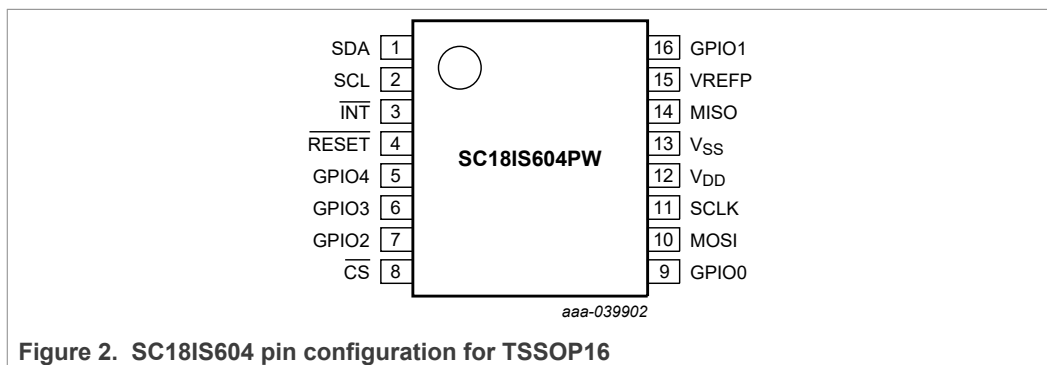 SDA 1 16 GPIO1
SCL 2 15 VREFP
INT 3 14 MISO
RESET 4 13 VSS
SC18IS604PW
GPIO4 5 12 VDD
GPIO3 6 11 SCLK
GPIO2 7 10 MOSI
CS 8 9 GPIO0
aaa-039902
Figure 2. SC18IS604 pin configuration for TSSOP16